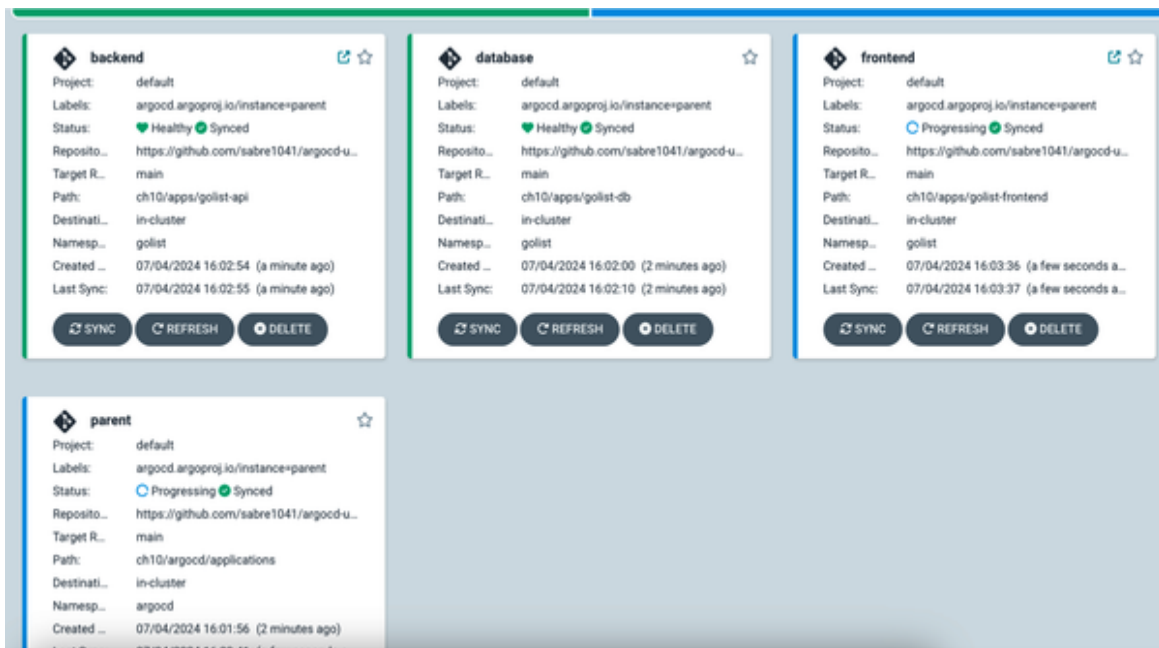 backend
Project: default
Labels: argocd.argoproj.io/instance=parent
Status: Healthy Synced
Reposito... https://github.com/sabre1041/argocd-u...
Target R... main
Path: ch10/apps/golist-api
Destinati... in-cluster
Namesp... golist
Created ... 07/04/2024 16:02:54 (a minute ago)
Last Sync: 07/04/2024 16:02:55 (a minute ago)
SYNC REFRESH DELETE
database
Project: default
Labels: argocd.argoproj.io/instance=parent
Status: Healthy Synced
Reposito... https://github.com/sabre1041/argocd-u...
Target R... main
Path: ch10/apps/golist-db
Destinati... in-cluster
Namesp... golist
Created ... 07/04/2024 16:02:00 (2 minutes ago)
Last Sync: 07/04/2024 16:02:10 (2 minutes ago)
SYNC REFRESH DELETE
frontend
Project: default
Labels: argocd.argoproj.io/instance=parent
Status: Progressing Synced
Reposito... https://github.com/sabre1041/argocd-u...
Target R... main
Path: ch10/apps/golist-frontend
Destinati... in-cluster
Namesp... golist
Created ... 07/04/2024 16:03:36 (a few seconds a...
Last Sync: 07/04/2024 16:03:37 (a few seconds a...
SYNC REFRESH DELETE
parent
Project: default
Labels: argocd.argoproj.io/instance=parent
Status: Progressing Synced
Reposito... https://github.com/sabre1041/argocd-u...
Target R... main
Path: ch10/argocd/applications
Destinati... in-cluster
Namesp... argocd
Created ... 07/04/2024 16:01:56 (2 minutes ago)